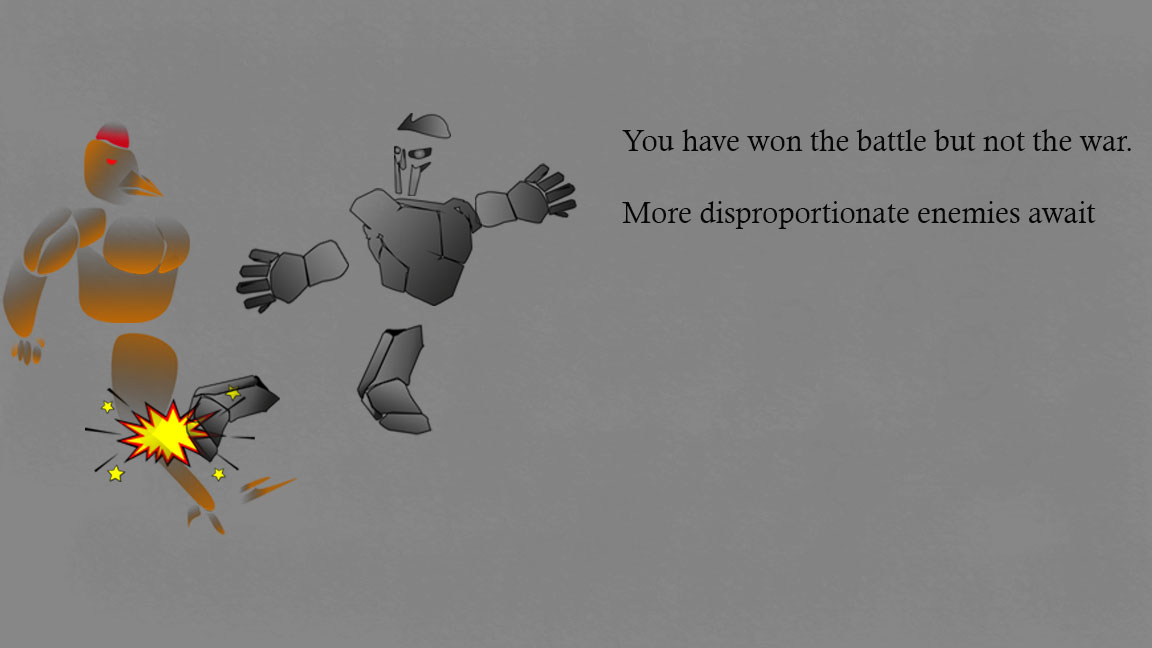 You have won the battle but not the war.
More disproportionate enemies await